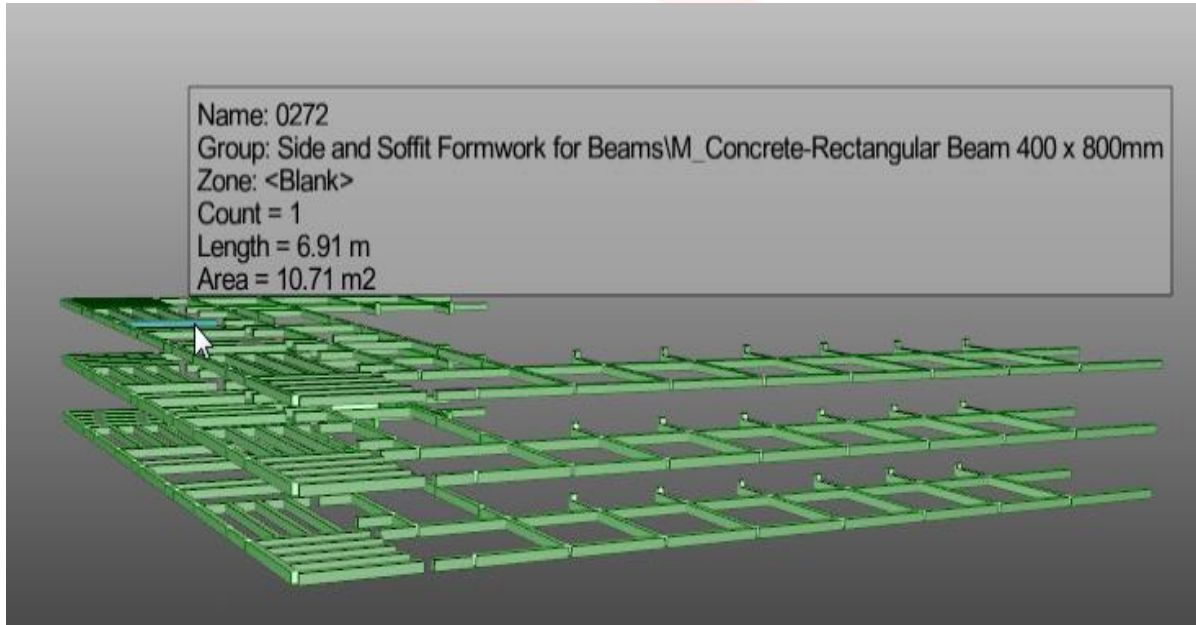 Name: 0272
Group: Side and Soffit Formwork for Beams\M_Concrete-Rectangular Beam 400 x 800mm
Zone: <Blank>
Count = 1
Length = 6.91 m
Area = 10.71 m2